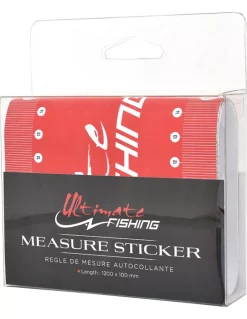 FISHING
Ultimate
FISHING
MEASURE STICKER
REGLE DE MESURE AUTOCOLLANTE
• Length : 1200 x 100 mm